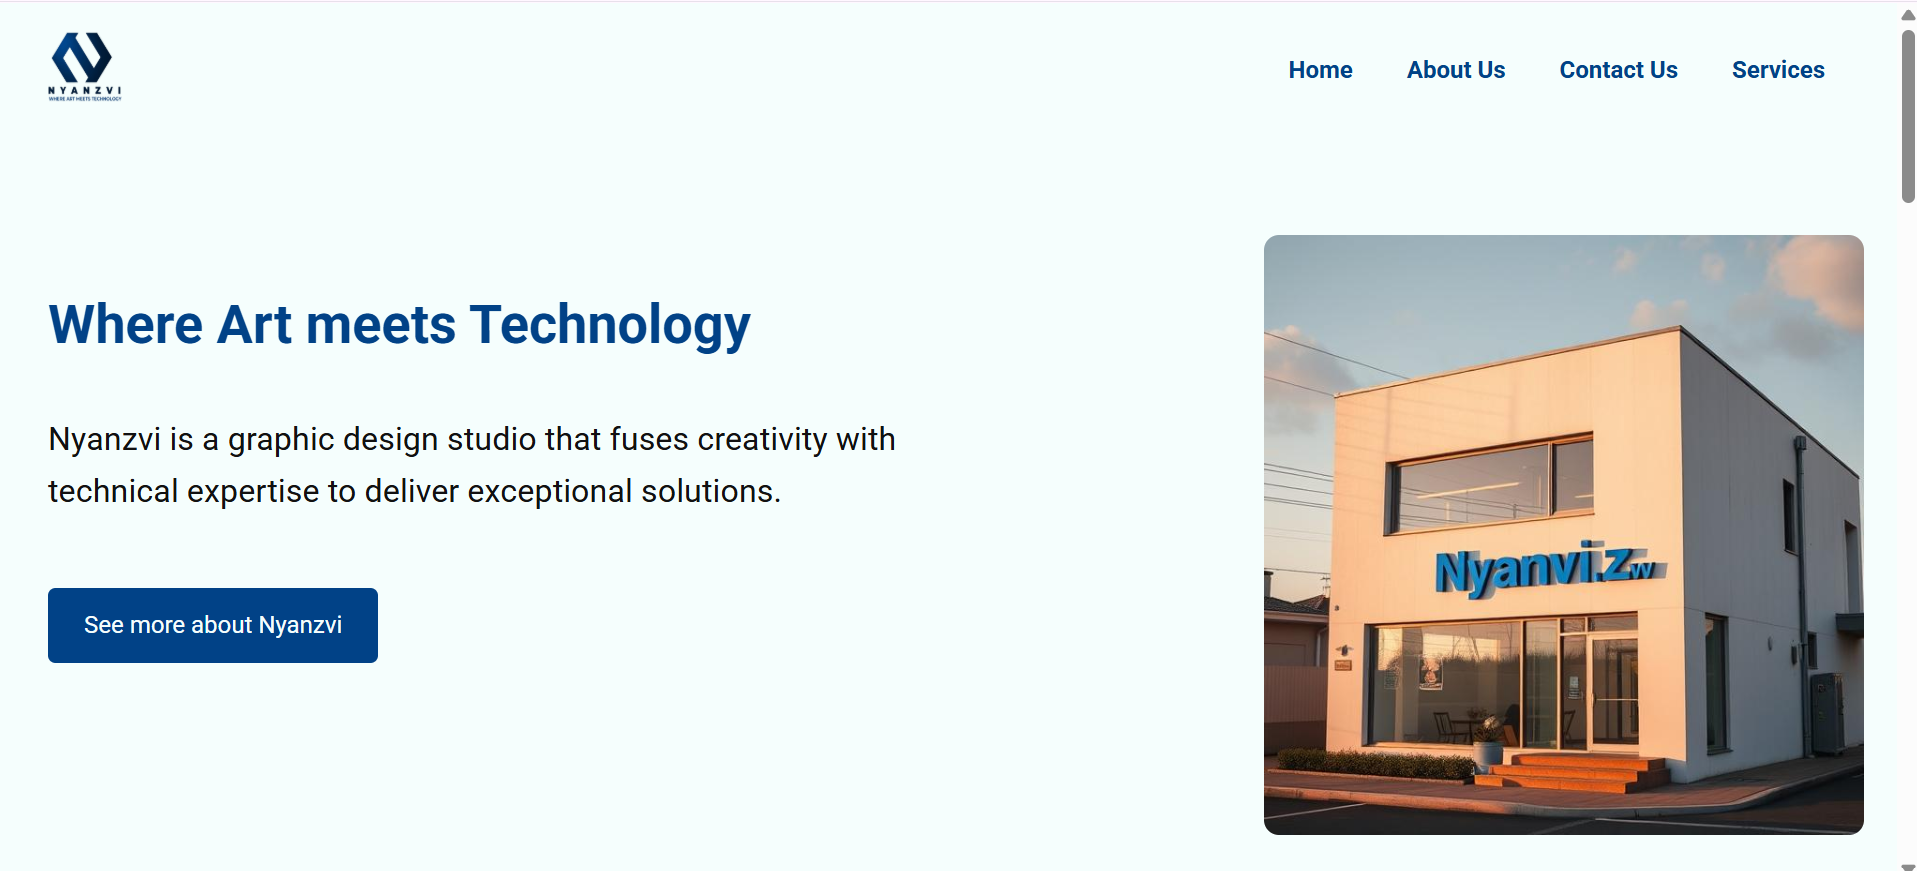 NYANZVI
WHERE ART MEETS TECHNOLOGY
Home About Us Contact Us Services
Where Art meets Technology
Nyanzvi is a graphic design studio that fuses creativity with
technical expertise to deliver exceptional solutions.
See more about Nyanzvi
Nyanvi.zw